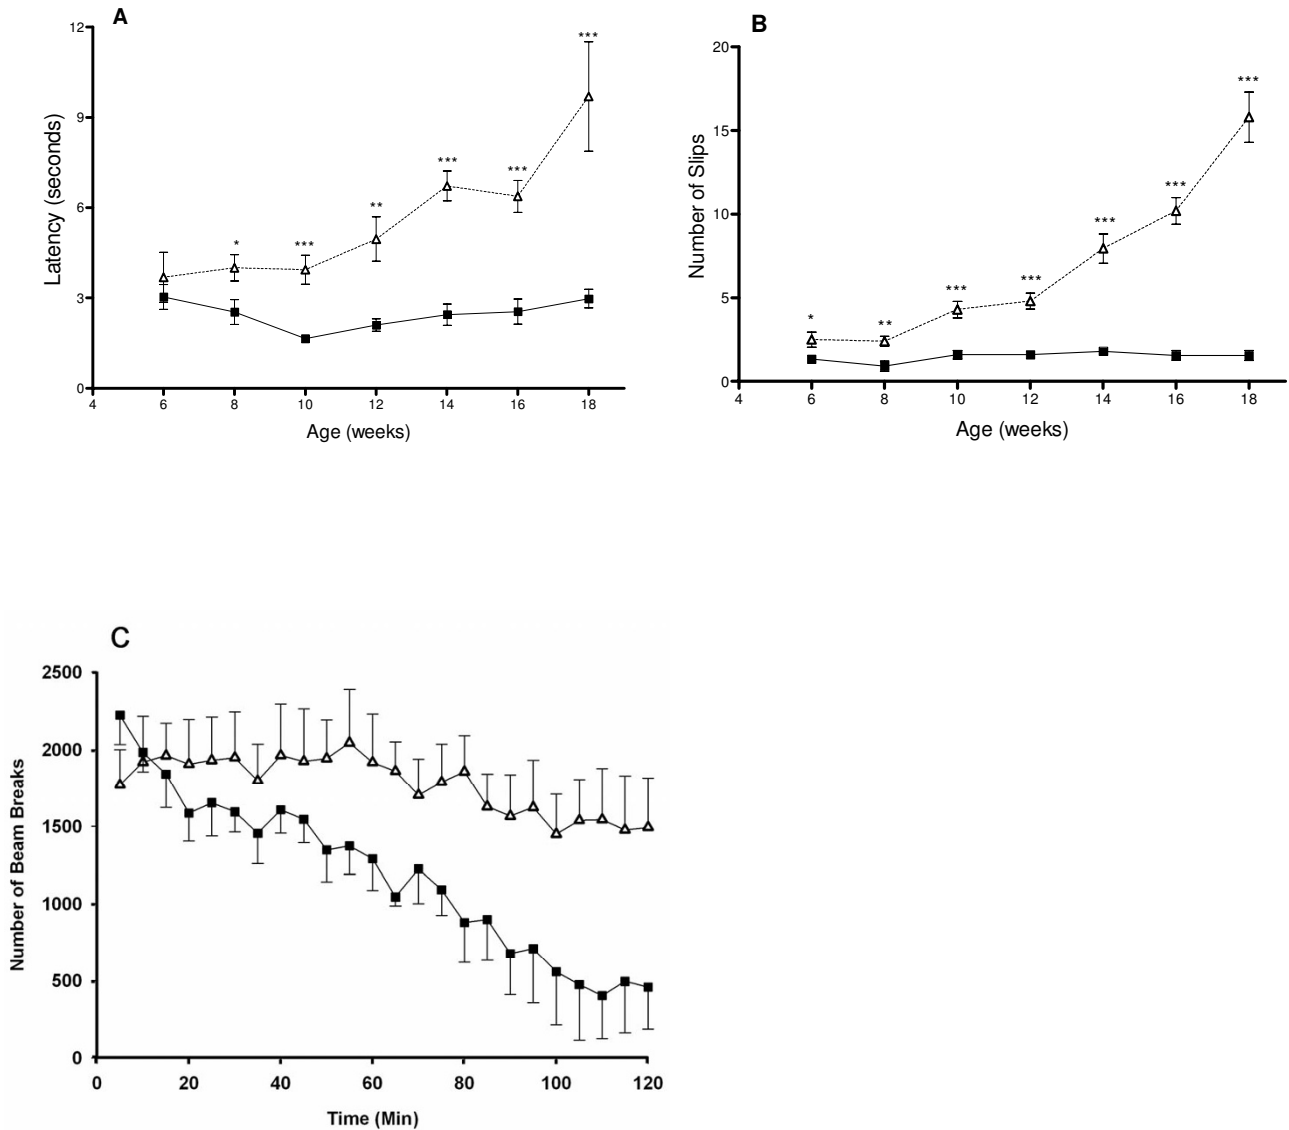 A
12
9
6
3
0
Latency (seconds)
*
***
**
***
***
***
4 6 8 10 12 14 16 18
Age (weeks)
B
20
15
10
5
0
Number of Slips
*
**
***
***
***
***
***
4 6 8 10 12 14 16 18
Age (weeks)
C
2500
2000
1500
1000
500
0
Number of Beam Breaks
0 20 40 60 80 100 120
Time (Min)